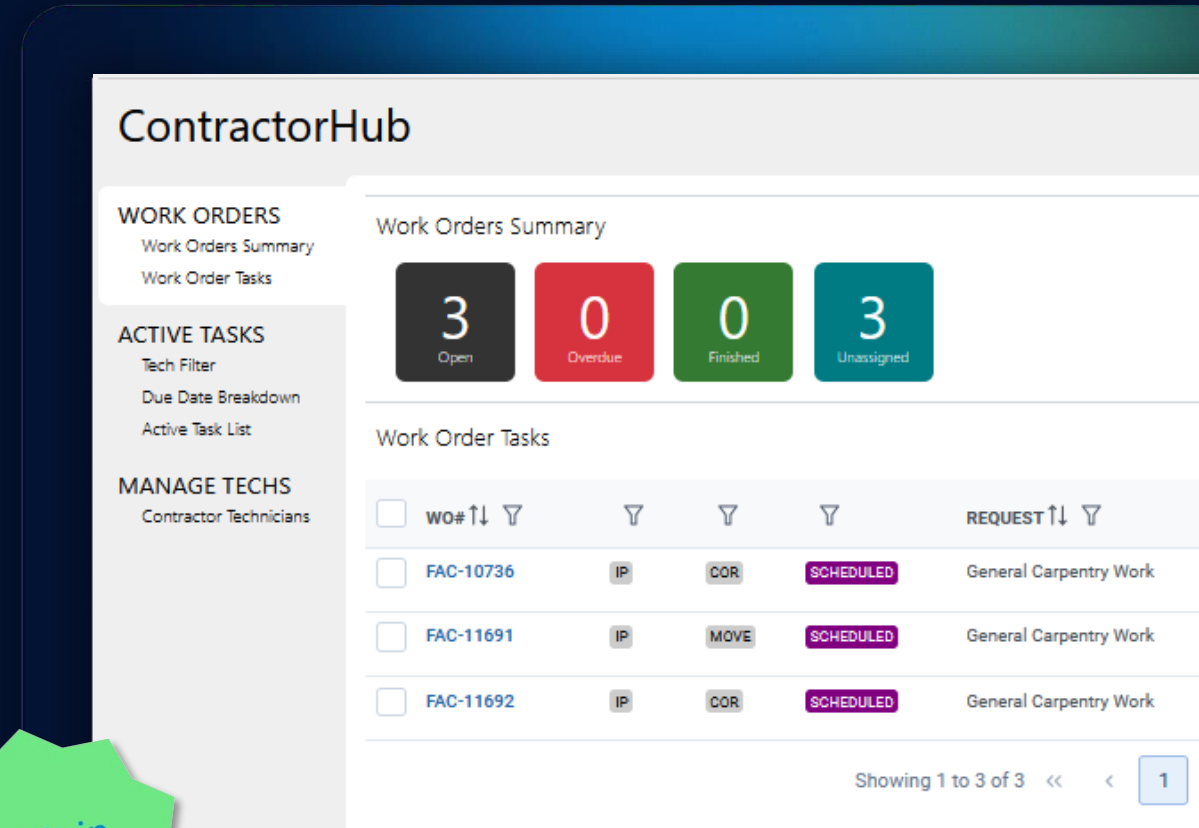 ContractorHub
WORK ORDERS
Work Orders Summary
Work Order Tasks
ACTIVE TASKS
Tech Filter
Due Date Breakdown
Active Task List
MANAGE TECHS
Contractor Technicians
Work Orders Summary
3 0 0 3
Open Overdue Finished Unassigned
Work Order Tasks
WO# REQUEST
FAC-10736 IP COR SCHEDULED General Carpentry Work
FAC-11691 IP MOVE SCHEDULED General Carpentry Work
FAC-11692 IP COR SCHEDULED General Carpentry Work
Showing 1 to 3 of 3 « ‹ 1